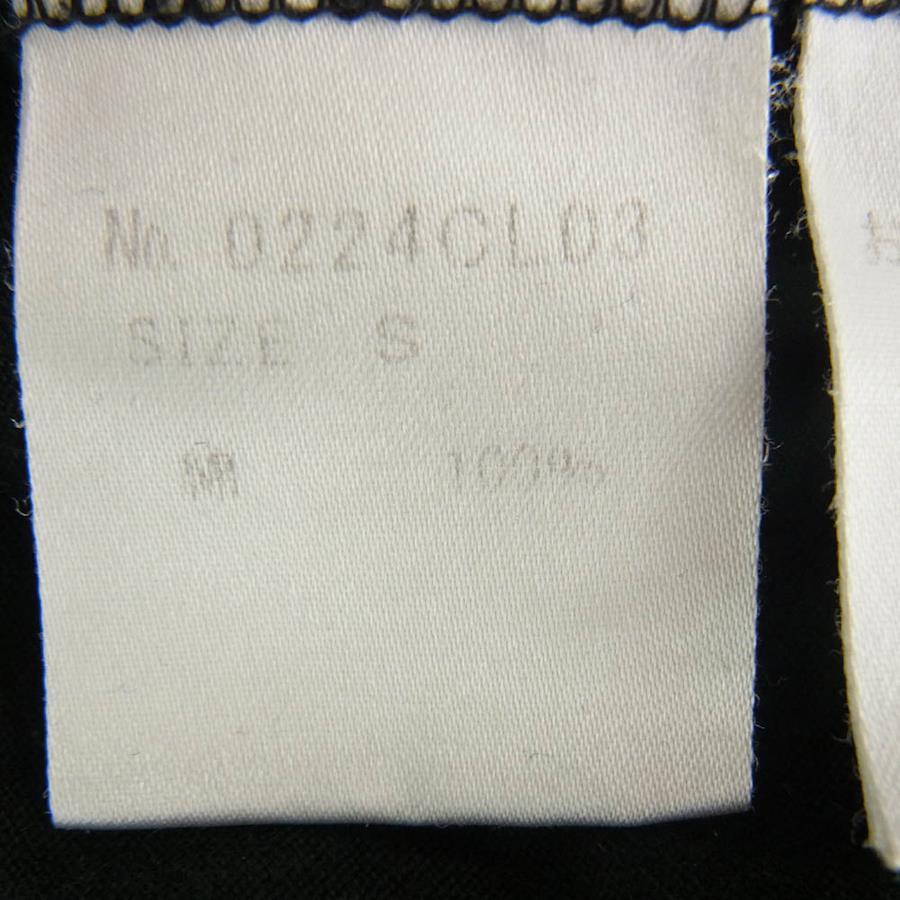 No. 0224CL03
SIZE S
綿 100%